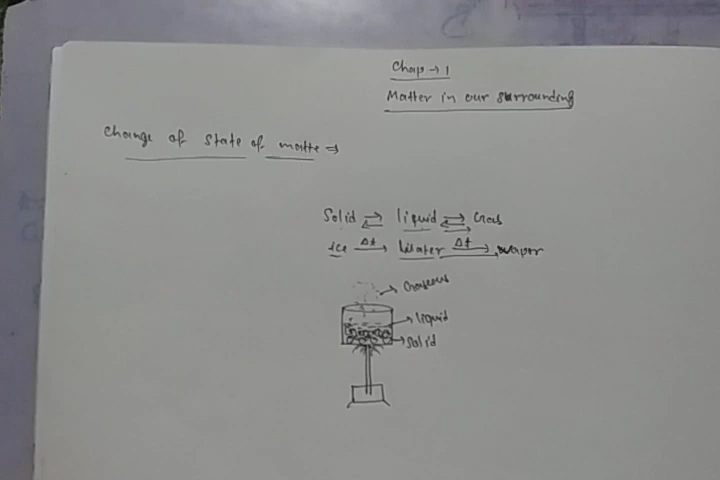 Chap → 1
Matter in our surrounding
Change of state of matte ⇒
Solid ⇄ liquid ⇄ Gas
ice Δt→ Water Δt→ vapor
Gaseous
liquid
Solid